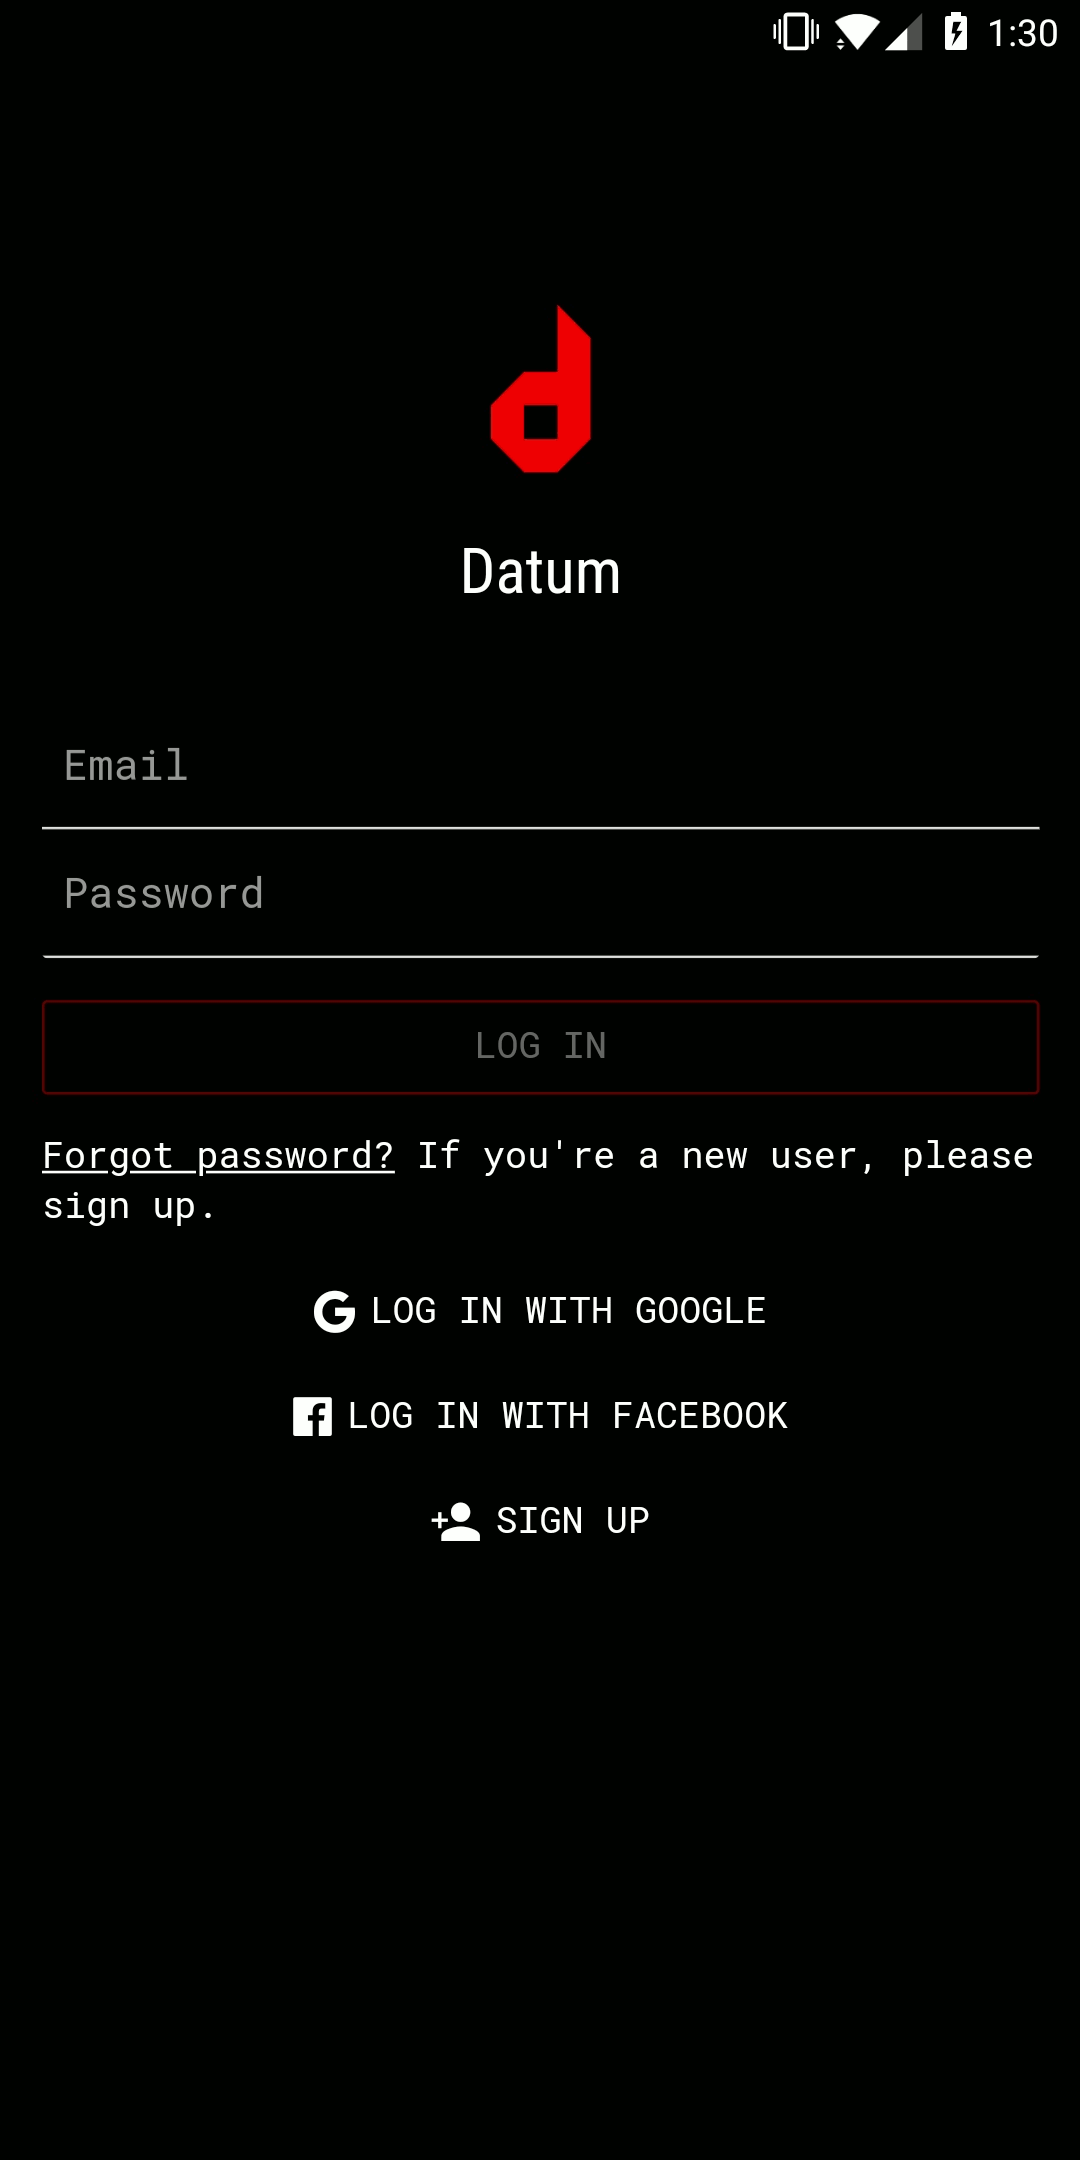 1:30
Datum
Email
Password
LOG IN
Forgot password? If you're a new user, please
sign up.
LOG IN WITH GOOGLE
LOG IN WITH FACEBOOK
SIGN UP